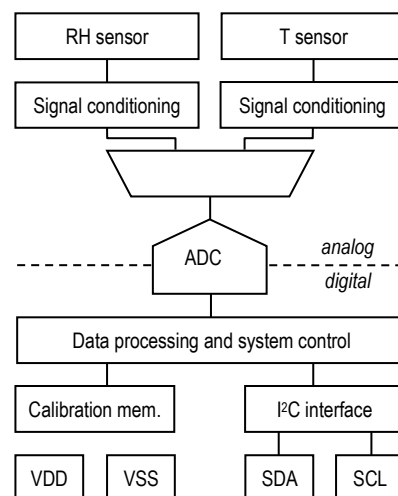 RH sensor
T sensor
Signal conditioning
Signal conditioning
ADC
analog
digital
Data processing and system control
Calibration mem.
I²C interface
VDD
VSS
SDA
SCL